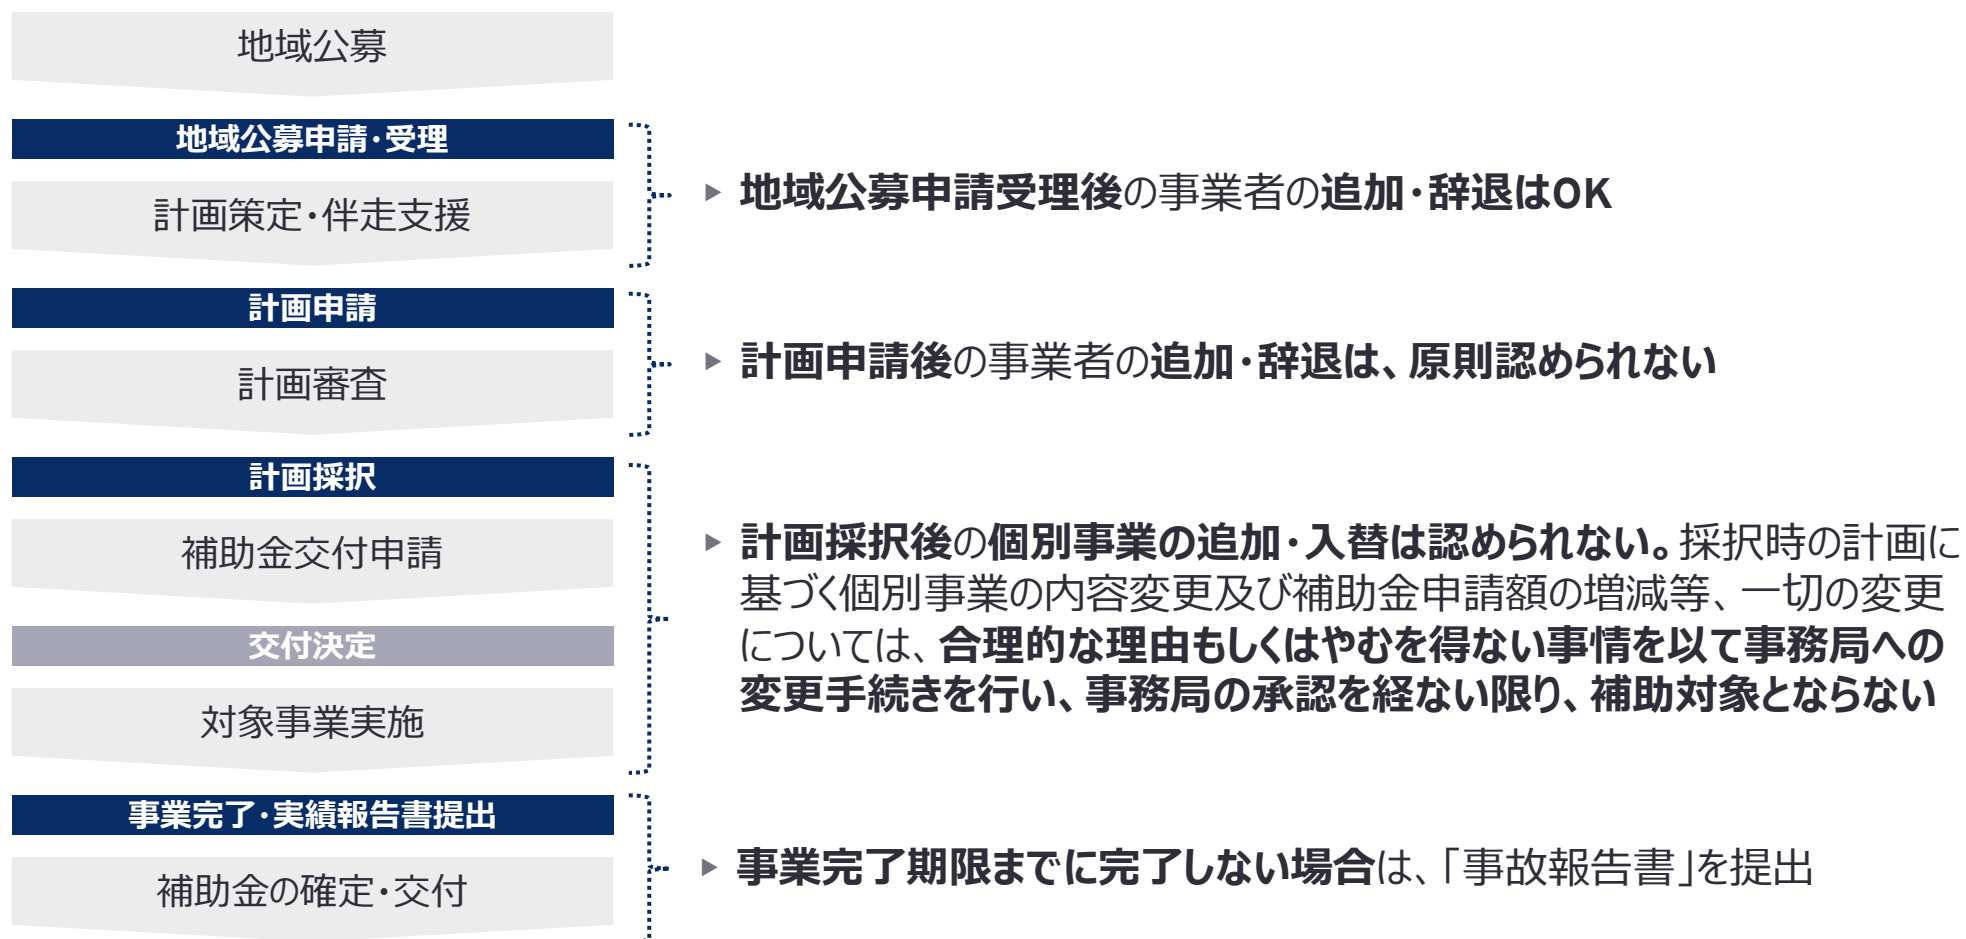 地域公募
地域公募申請・受理
計画策定・伴走支援
▶ 地域公募申請受理後の事業者の追加・辞退はOK
計画申請
計画審査
▶ 計画申請後の事業者の追加・辞退は、原則認められない
計画採択
補助金交付申請
交付決定
対象事業実施
▶ 計画採択後の個別事業の追加・入替は認められない。採択時の計画に
基づく個別事業の内容変更及び補助金申請額の増減等、一切の変更
については、合理的な理由もしくはやむを得ない事情を以て事務局への
変更手続きを行い、事務局の承認を経ない限り、補助対象とならない
事業完了・実績報告書提出
補助金の確定・交付
▶ 事業完了期限までに完了しない場合は、「事故報告書」を提出